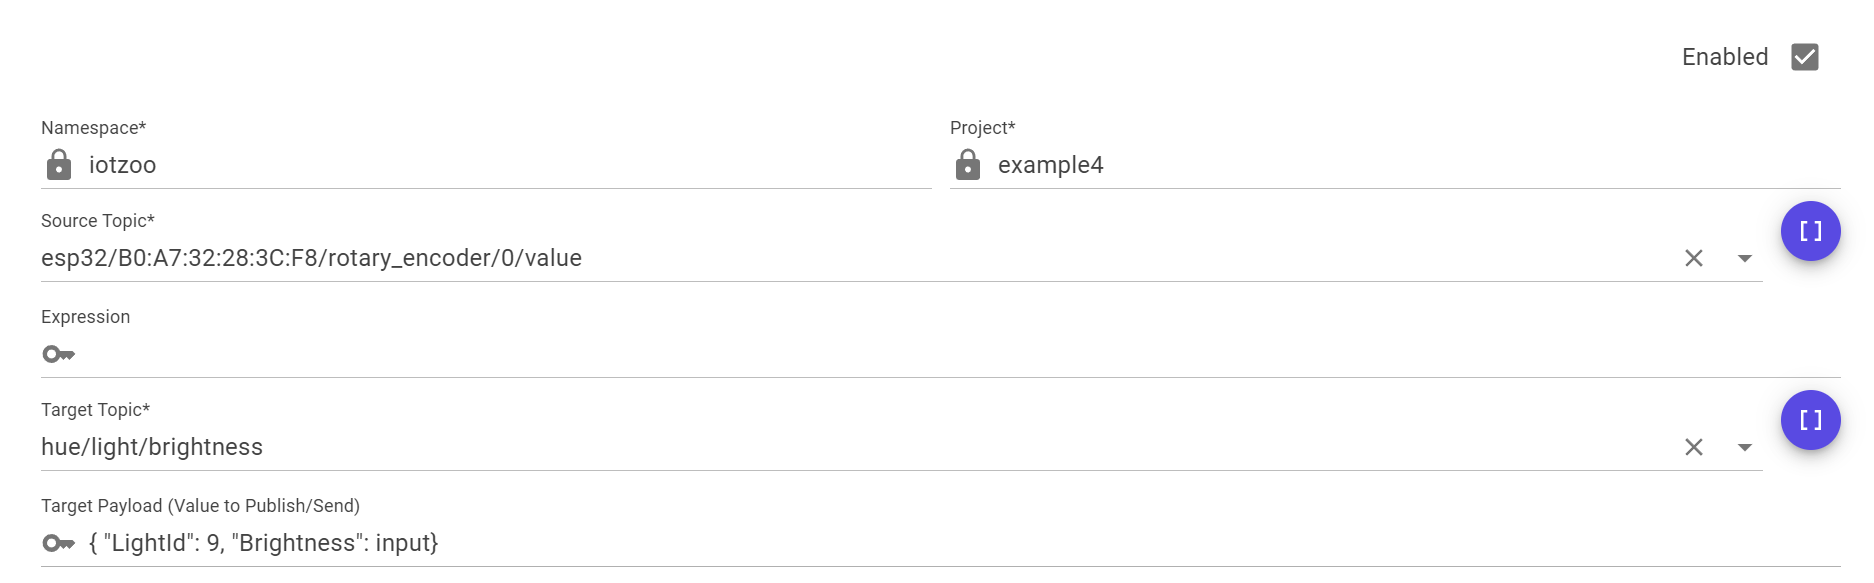 Enabled
Namespace* Project*
iotzoo example4
Source Topic*
esp32/B0:A7:32:28:3C:F8/rotary_encoder/0/value
Expression
Target Topic*
hue/light/brightness
Target Payload (Value to Publish/Send)
{ "LightId": 9, "Brightness": input}